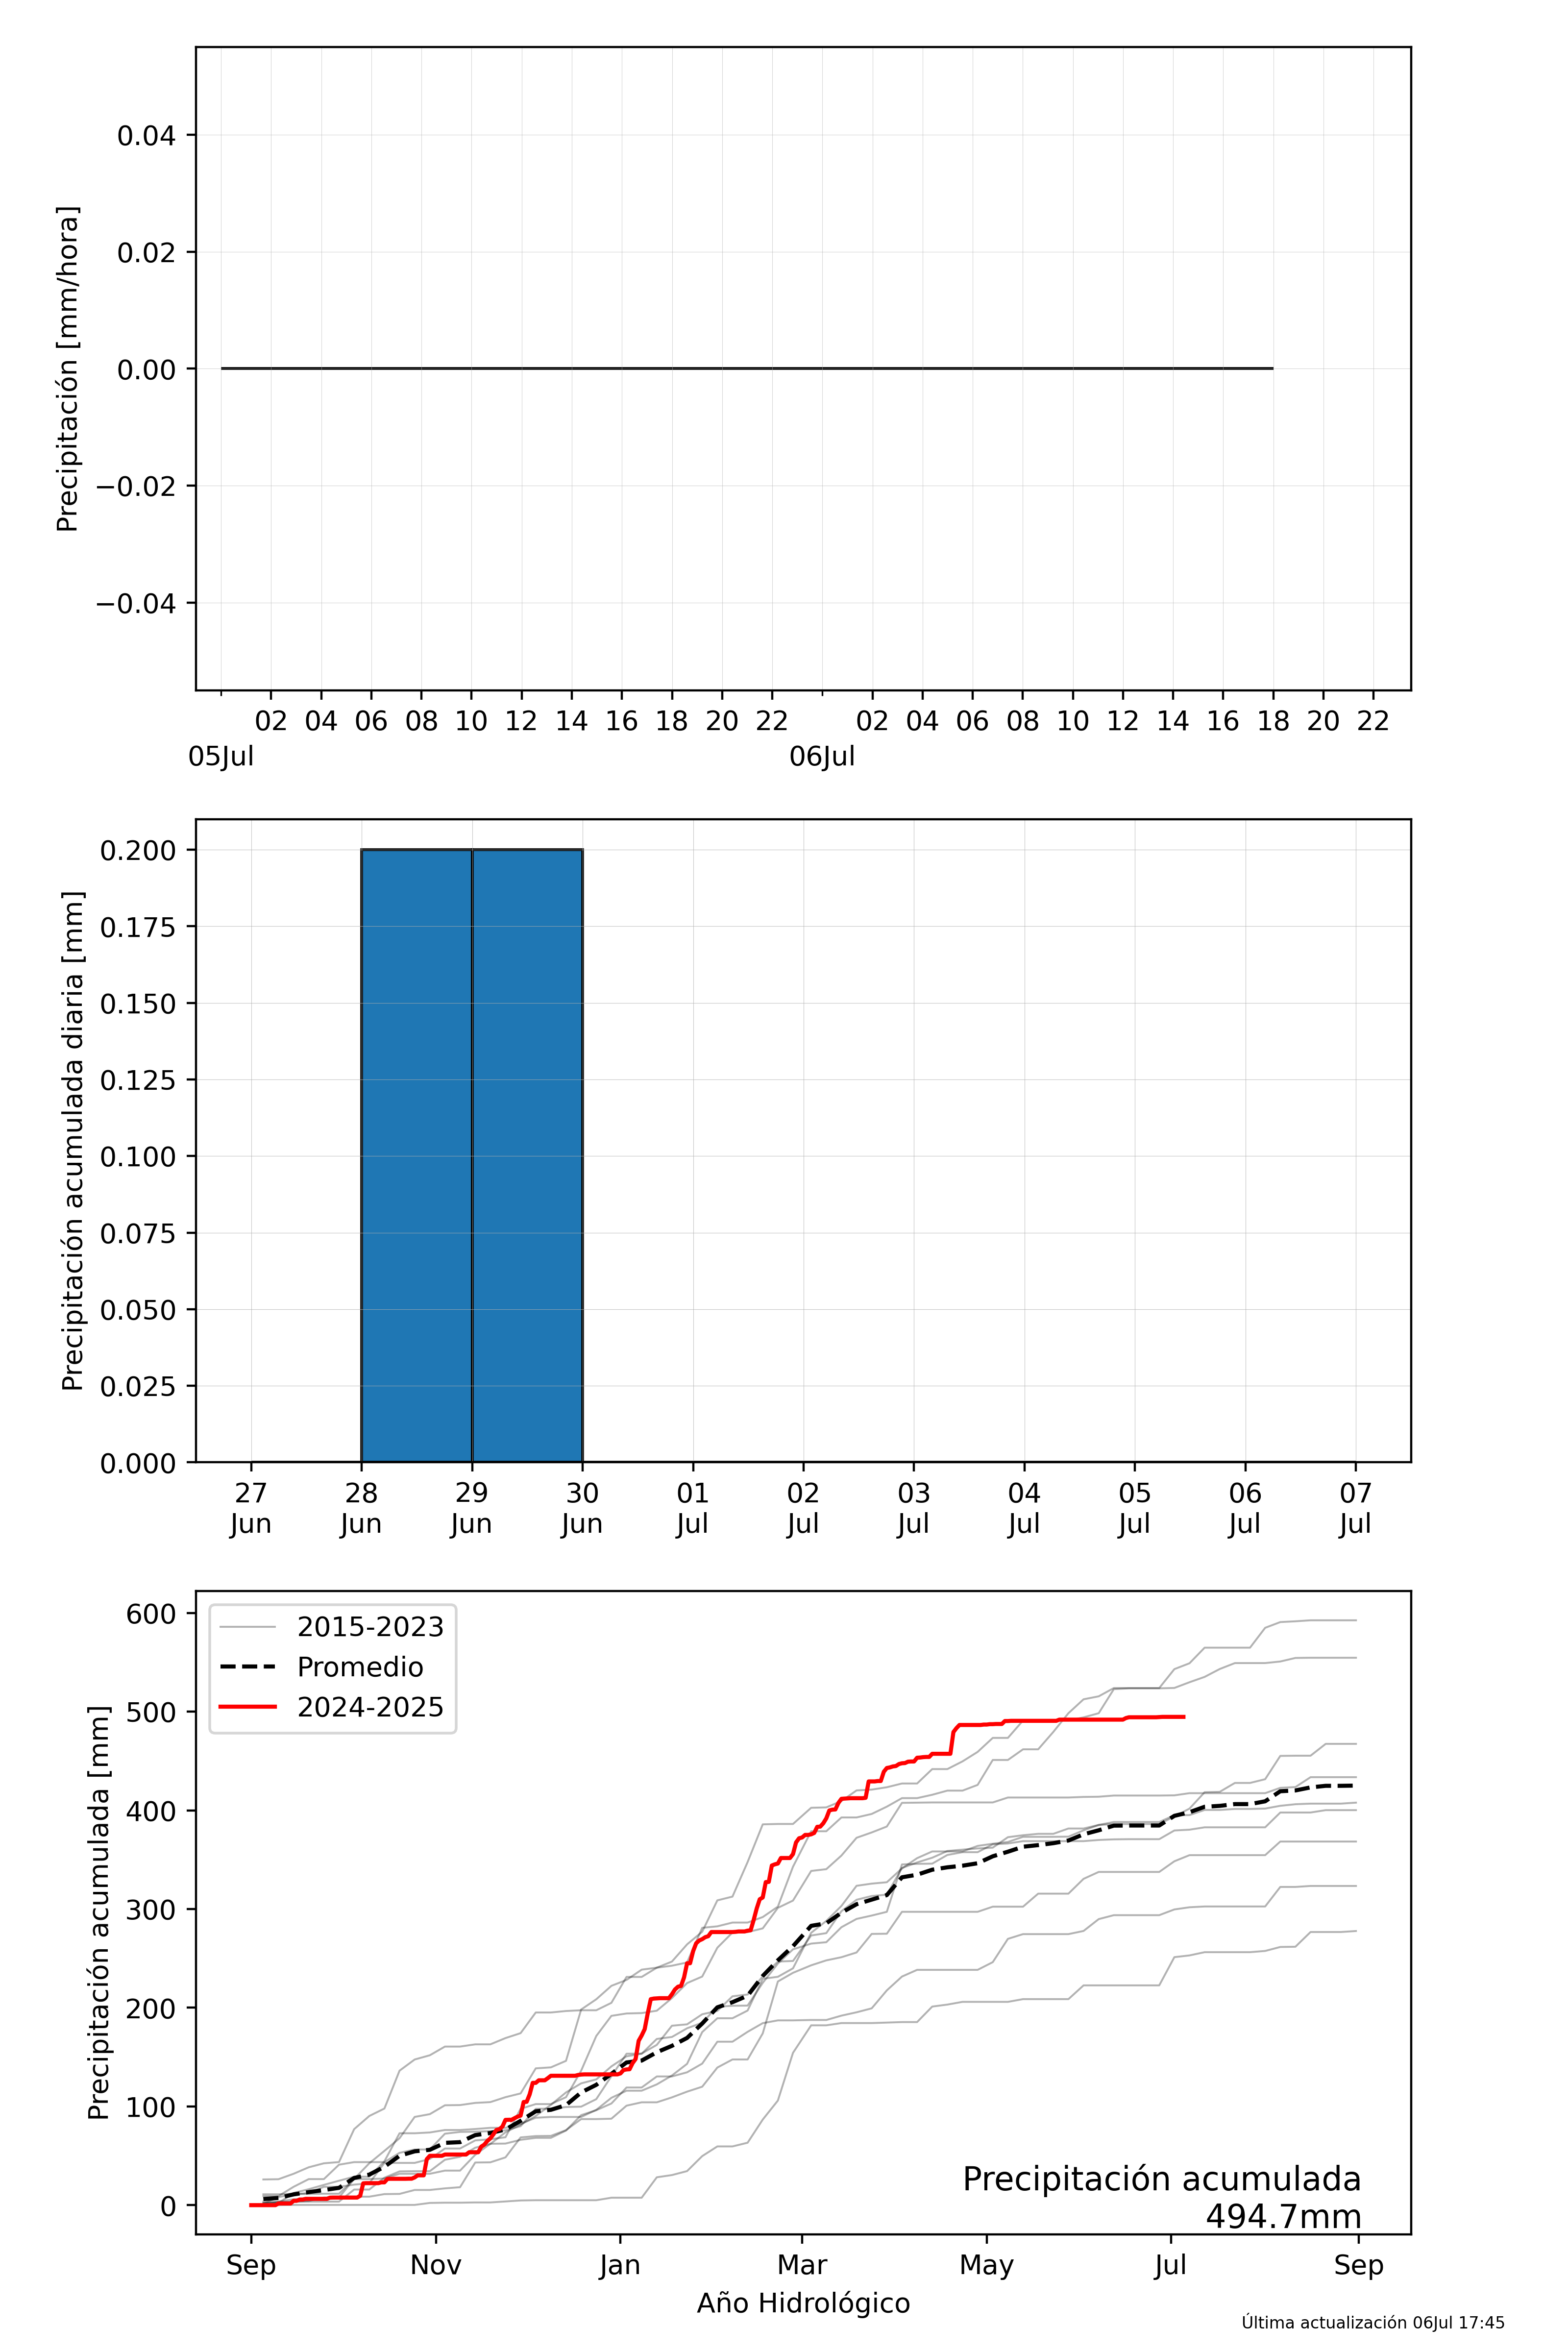 Precipitación [mm/hora]
0.04
0.02
0.00
−0.02
−0.04
02 04 06 08 10 12 14 16 18 20 22 02 04 06 08 10 12 14 16 18 20 22
05Jul 06Jul
Precipitación acumulada diaria [mm]
0.200
0.175
0.150
0.125
0.100
0.075
0.050
0.025
0.000
27 28 29 30 01 02 03 04 05 06 07
Jun Jun Jun Jun Jul Jul Jul Jul Jul Jul Jul
Precipitación acumulada [mm]
600
500
400
300
200
100
0
2015-2023
Promedio
2024-2025
Precipitación acumulada
494.7mm
Sep Nov Jan Mar May Jul Sep
Año Hidrológico
Última actualización 06Jul 17:45